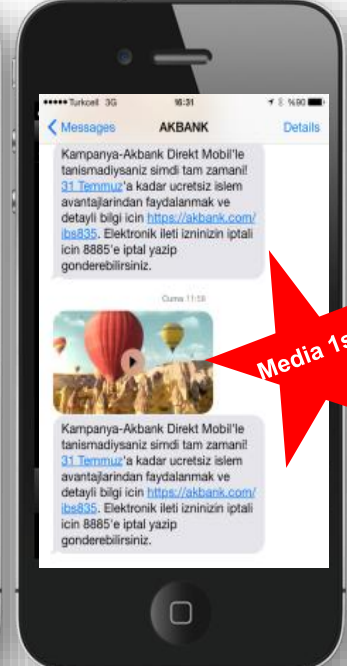 Turkcell 3G 16:31 %90
Messages AKBANK Details
Kampanya-Akbank Direkt Mobil'le
tanismadiysaniz simdi tam zamani!
31 Temmuz'a kadar ucretsiz islem
avantajlarindan faydalanmak ve
detayli bilgi icin https://akbank.com/
ibs835. Elektronik ileti izninizin iptali
icin 8885'e iptal yazip
gonderebilirsiniz.
Cuma 11:58
Media 1s
Kampanya-Akbank Direkt Mobil'le
tanismadiysaniz simdi tam zamani!
31 Temmuz'a kadar ucretsiz islem
avantajlarindan faydalanmak ve
detayli bilgi icin https://akbank.com/
ibs835. Elektronik ileti izninizin iptali
icin 8885'e iptal yazip
gonderebilirsiniz.